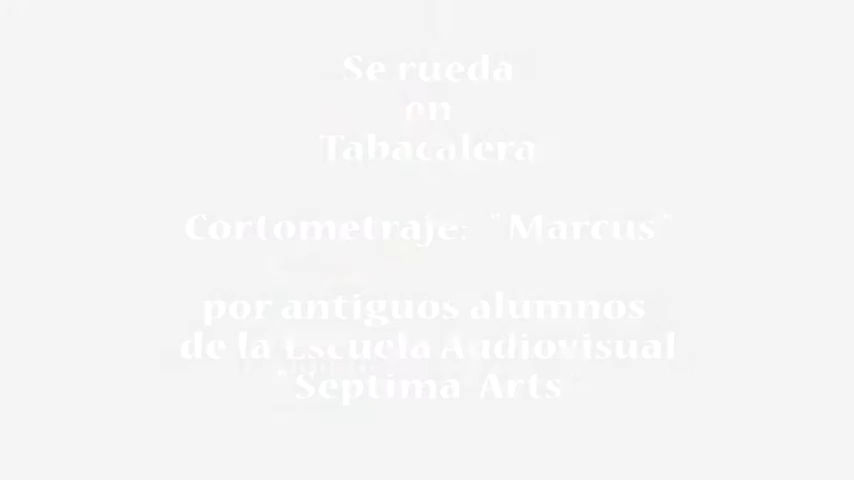 Se rueda
en
Tabacalera
Cortometraje: "Marcus"
por antiguos alumnos
de la Escuela Audiovisual
Septima Arts